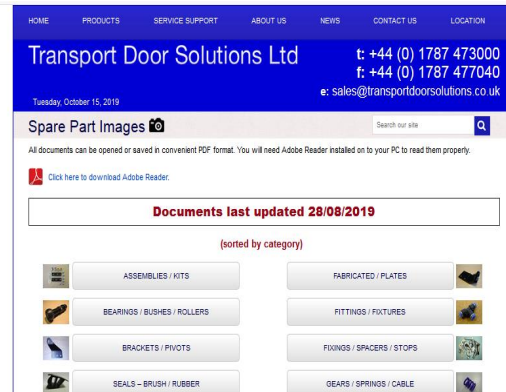 HOME PRODUCTS SERVICE SUPPORT ABOUT US NEWS CONTACT US LOCATION
Transport Door Solutions Ltd
t: +44 (0) 1787 473000
f: +44 (0) 1787 477040
e: sales@transportdoorsolutions.co.uk
Tuesday, October 15, 2019
Spare Part Images
Search our site
All documents can be opened or saved in convenient PDF format. You will need Adobe Reader installed on to your PC to read them properly.
Click here to download Adobe Reader.
Documents last updated 28/08/2019
(sorted by category)
ASSEMBLIES / KITS FABRICATED / PLATES
BEARINGS / BUSHES / ROLLERS FITTINGS / FIXTURES
BRACKETS / PIVOTS FIXINGS / SPACERS / STOPS
SEALS – BRUSH / RUBBER GEARS / SPRINGS / CABLE